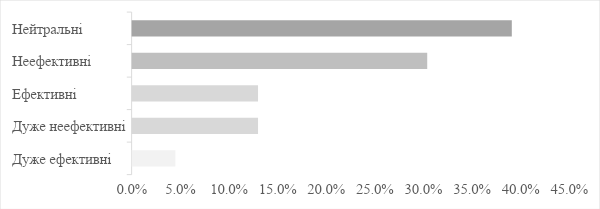 Нейтральні
Неефективні
Ефективні
Дуже неефективні
Дуже ефективні
0.0% 5.0% 10.0% 15.0% 20.0% 25.0% 30.0% 35.0% 40.0% 45.0%